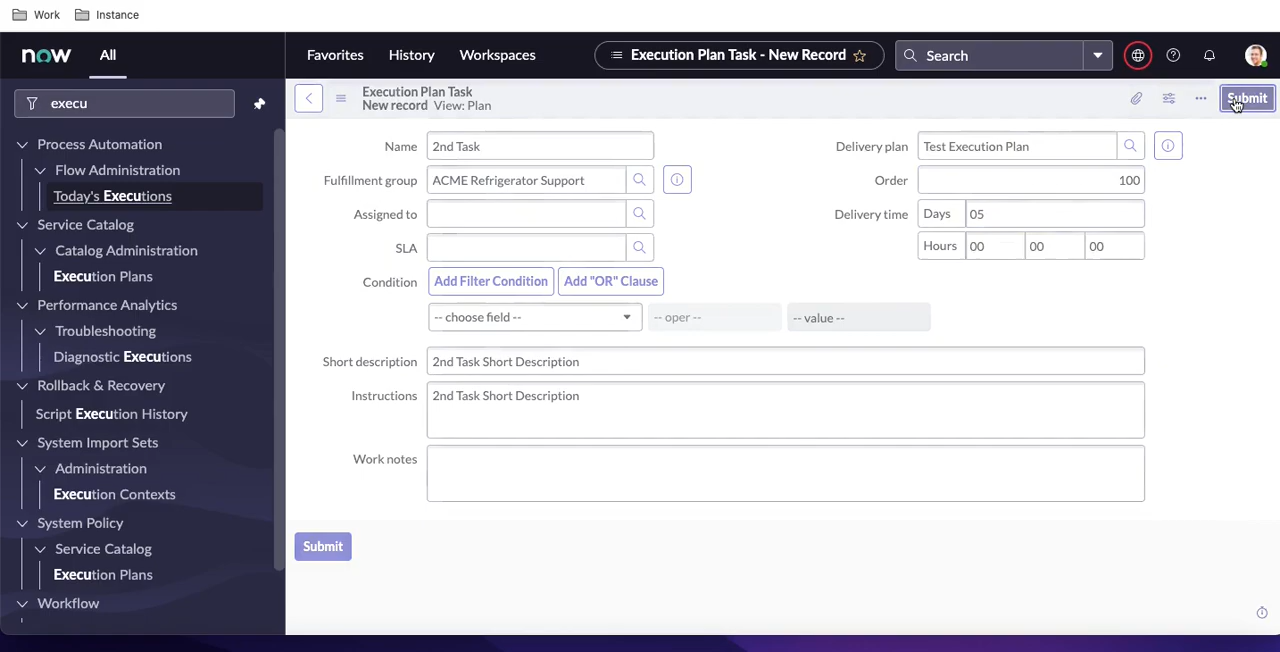 Work Instance
now All Favorites History Workspaces Execution Plan Task - New Record Search
execu
Execution Plan Task
New record View: Plan
Submit
Process Automation
Flow Administration
Today's Executions
Service Catalog
Catalog Administration
Execution Plans
Performance Analytics
Troubleshooting
Diagnostic Executions
Rollback & Recovery
Script Execution History
System Import Sets
Administration
Execution Contexts
System Policy
Service Catalog
Execution Plans
Workflow
Name 2nd Task Delivery plan Test Execution Plan
Fulfillment group ACME Refrigerator Support Order 100
Assigned to Delivery time Days 05
SLA Hours 00 00 00
Condition Add Filter Condition Add "OR" Clause
-- choose field -- -- oper -- -- value --
Short description 2nd Task Short Description
Instructions 2nd Task Short Description
Work notes
Submit